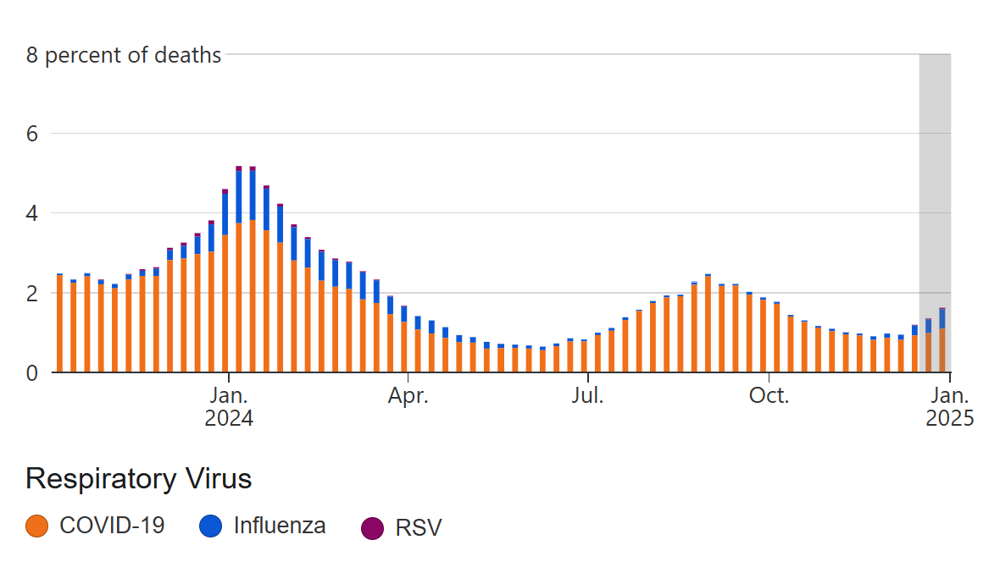 8 percent of deaths
6
4
2
0
Jan. Apr. Jul. Oct. Jan.
2024 2025
Respiratory Virus
COVID-19 Influenza RSV